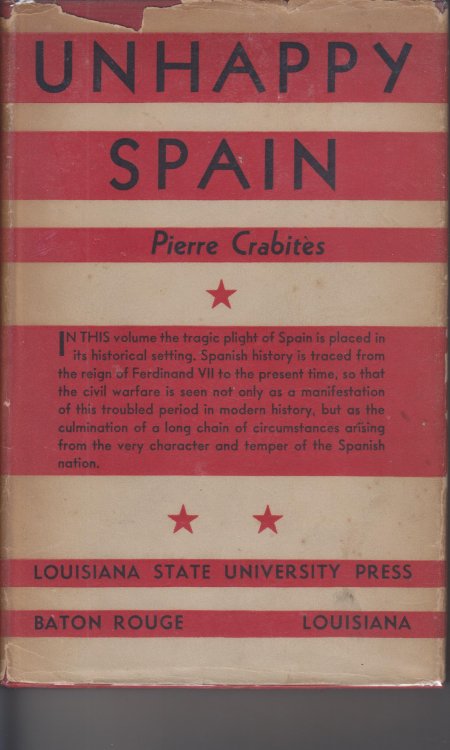 UNHAPPY
SPAIN
Pierre Crabitès
IN THIS volume the tragic plight of Spain is placed in
its historical setting. Spanish history is traced from
the reign of Ferdinand VII to the present time, so that
the civil warfare is seen not only as a manifestation
of this troubled period in modern history, but as the
culmination of a long chain of circumstances arising
from the very character and temper of the Spanish
nation.
LOUISIANA STATE UNIVERSITY PRESS
BATON ROUGE LOUISIANA